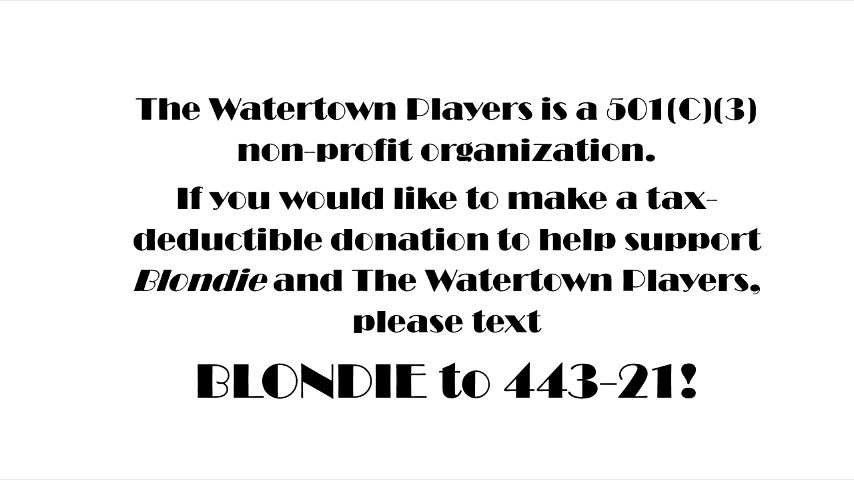 The Watertown Players is a 501(C)(3)
non-profit organization.
If you would like to make a tax-
deductible donation to help support
Blondie and The Watertown Players,
please text
BLONDIE to 443-21!